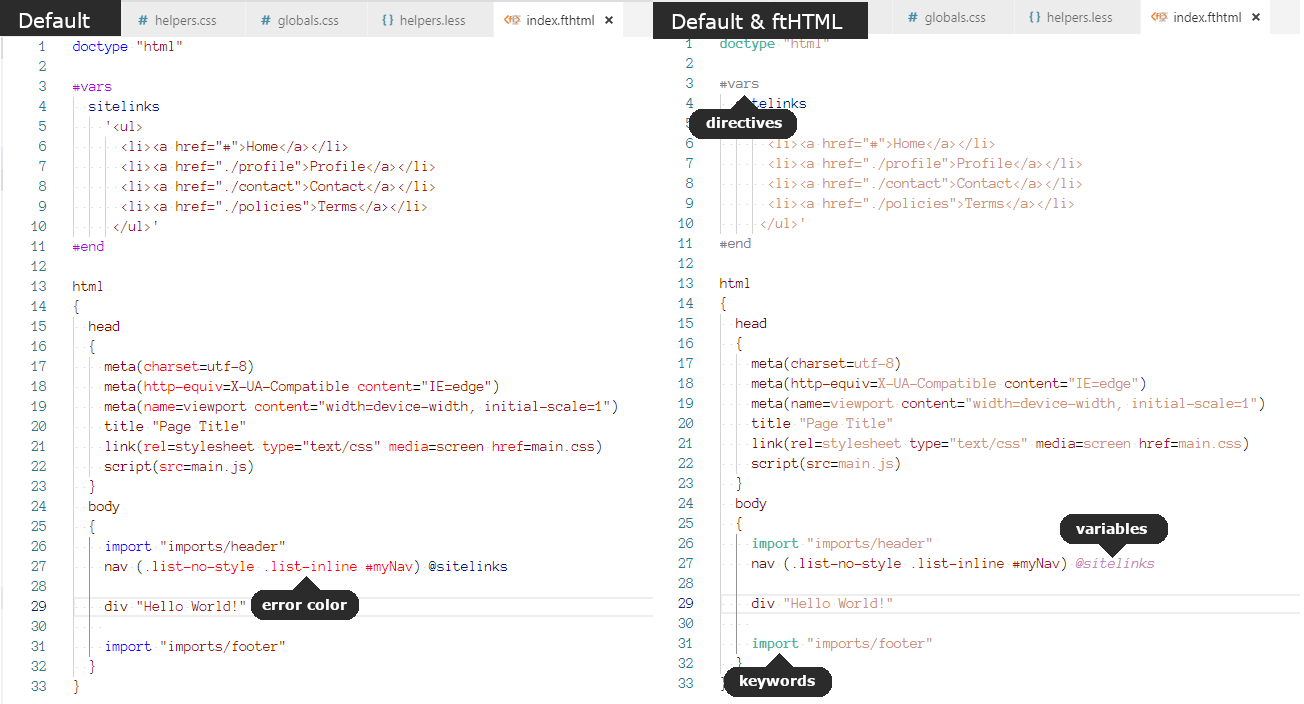 Default
# helpers.css
# globals.css
{} helpers.less
index.fthtml ×
1 doctype "html"
2
3 #vars
4 sitelinks
5 '<ul>
6 <li><a href="#">Home</a></li>
7 <li><a href="./profile">Profile</a></li>
8 <li><a href="./contact">Contact</a></li>
9 <li><a href="./policies">Terms</a></li>
10 </ul>'
11 #end
12
13 html
14 {
15 head
16 {
17 meta(charset=utf-8)
18 meta(http-equiv=X-UA-Compatible content="IE=edge")
19 meta(name=viewport content="width=device-width, initial-scale=1")
20 title "Page Title"
21 link(rel=stylesheet type="text/css" media=screen href=main.css)
22 script(src=main.js)
23 }
24 body
25 {
26 import "imports/header"
27 nav (.list-no-style .list-inline #myNav) @sitelinks
28
29 div "Hello World!"
error color
30
31 import "imports/footer"
32 }
33 }
Default & ftHTML
# globals.css
{} helpers.less
index.fthtml ×
1 doctype "html"
2
3 #vars
4 sitelinks
directives
6 <li><a href="#">Home</a></li>
7 <li><a href="./profile">Profile</a></li>
8 <li><a href="./contact">Contact</a></li>
9 <li><a href="./policies">Terms</a></li>
10 </ul>'
11 #end
12
13 html
14 {
15 head
16 {
17 meta(charset=utf-8)
18 meta(http-equiv=X-UA-Compatible content="IE=edge")
19 meta(name=viewport content="width=device-width, initial-scale=1")
20 title "Page Title"
21 link(rel=stylesheet type="text/css" media=screen href=main.css)
22 script(src=main.js)
23 }
24 body
25 {
variables
26 import "imports/header"
27 nav (.list-no-style .list-inline #myNav) @sitelinks
28
29 div "Hello World!"
30
31 import "imports/footer"
32 }
33
keywords